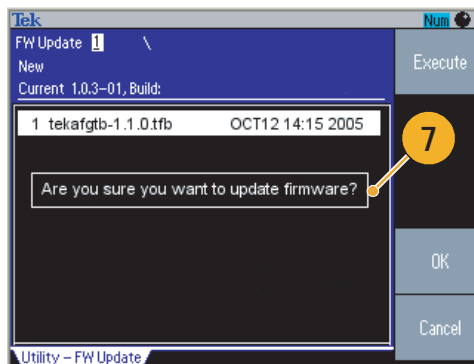 Tek
Num
FW Update 1 \
New
Current 1.0.3-01, Build:
Execute
1 tekafgtb-1.1.0.tfb OCT12 14:15 2005
7
Are you sure you want to update firmware?
OK
Cancel
Utility - FW Update